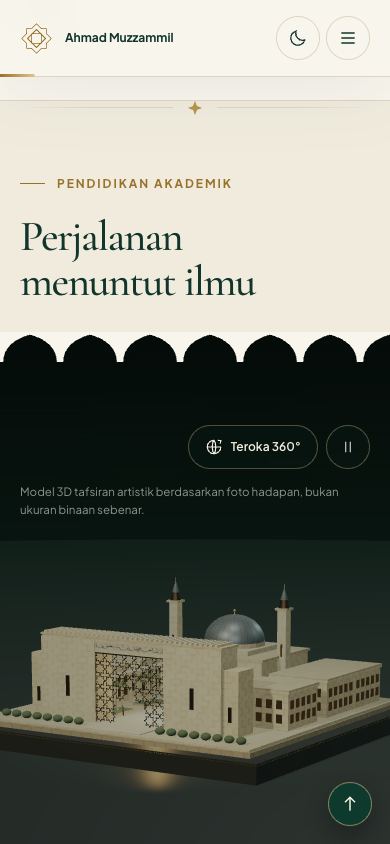 Ahmad Muzzammil
PENDIDIKAN AKADEMIK
Perjalanan
menuntut ilmu
Teroka 360°
Model 3D tafsiran artistik berdasarkan foto hadapan, bukan
ukuran binaan sebenar.